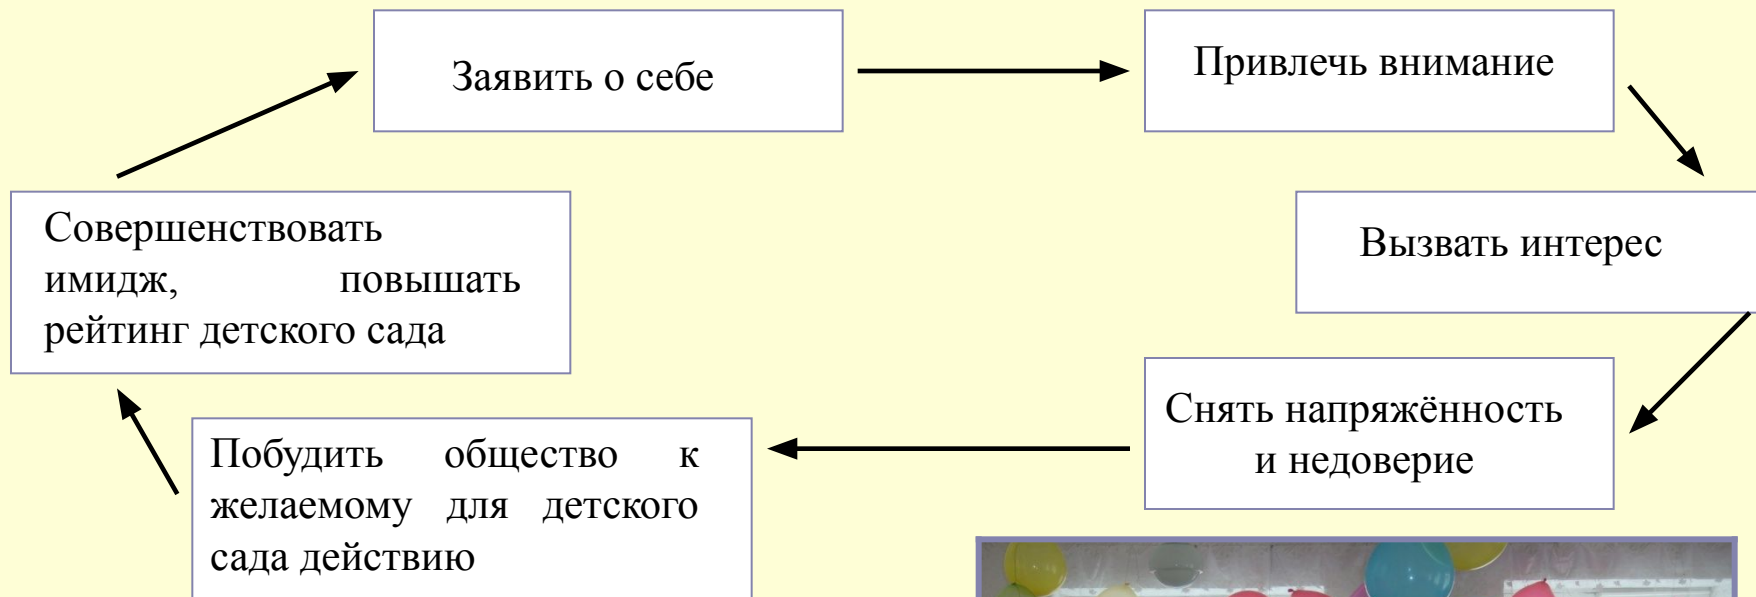 Заявить о себе
Привлечь внимание
Совершенствовать
имидж, повышать
рейтинг детского сада
Вызвать интерес
Снять напряжённость
и недоверие
Побудить общество к
желаемому для детского
сада действию